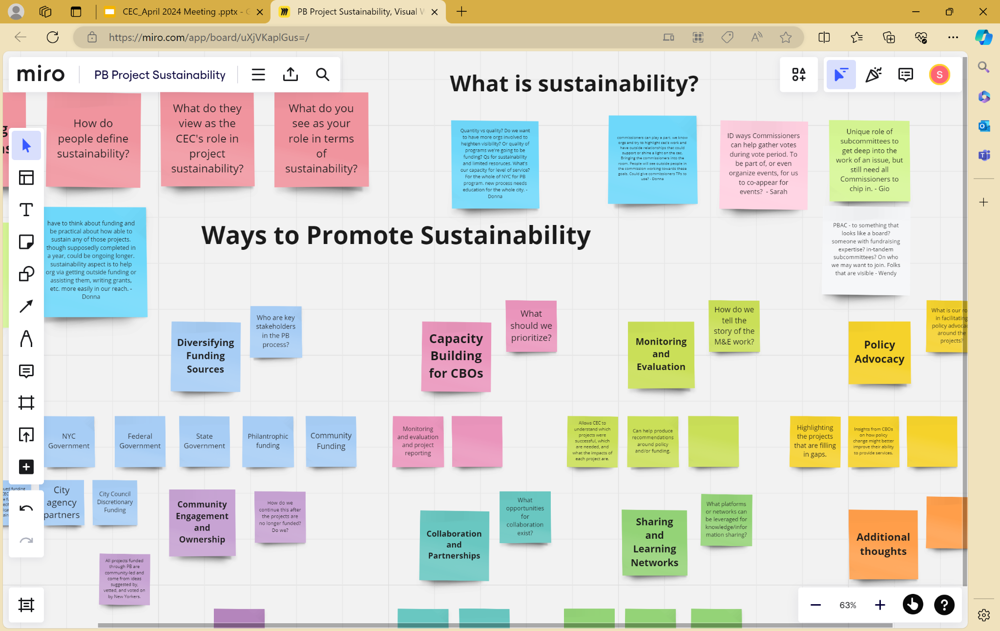 CEC_April 2024 Meeting .pptx -
PB Project Sustainability, Visual
https://miro.com/app/board/uXjVKaplGus=/
miro
PB Project Sustainability
S
What is sustainability?
How do
people define
sustainability?
What do they
view as the
CEC's role in
project
sustainability?
What do you
see as your
role in terms
of
sustainability?
Quantity vs quality? Do we want
to have more orgs involved to
heighten visibility? Or quality of
programs we're going to be
funding? Qs for sustainability
and limited resoruces. What's
our capacity for level of service?
For the whole of NYC for PB
program. new process needs
education for the whole city. -
Donna
commissioners can play a part. we know
orgs and try to highlight cec's work and
have outside relationships that could
support or shine a light on the cec.
Bringing the commissioners into the
room. People will see outside people in
the commission working towards these
goals. Could give commissioners TPs to
use? - Donna
ID ways Commissioners
can help gather votes
during vote period. To
be part of, or even
organize events, for us
to co-appear for
events? - Sarah
Unique role of
subcommittees to
get deep into the
work of an issue, but
still need all
Commissioners to
chip in. - Gio
have to think about funding and
be practical about how able to
sustain any of those projects.
though supposedly completed in
a year, could be ongoing longer.
sustainability aspect is to help
org via getting outside funding or
assisting them, writing grants,
etc. more easily in our reach. -
Donna
Ways to Promote Sustainability
PBAC - to something that
looks like a board?
someone with fundraising
expertise? in-tandem
subcommittees? On who
we may want to join. Folks
that are visible - Wendy
Diversifying
Funding
Sources
Who are key
stakeholders
in the PB
process?
Capacity
Building
for CBOs
What
should we
prioritize?
Monitoring
and
Evaluation
How do we
tell the
story of the
M&E work?
Policy
Advocacy
What is our
in facilitating
policy
around the
projects?
NYC
Government
Federal
Government
State
Government
Philantrophic
funding
Community
Funding
Monitoring
and evaluation
and project
reporting
Allows CEC to
understand which
projects were
successful, which
are needed, and
what the impacts of
each project are.
Can help produce
recommendations
around policy
and/or funding.
Highlighting
the projects
that are filling
in gaps.
Insights from CBOs
on how policy
change might better
improve their ability
to provide services.
funding
City
agency
partners
City Council
Discretionary
Funding
Community
Engagement
and
Ownership
How do we
continue this after
the projects are
no longer funded?
Do we?
Collaboration
and
Partnerships
What
opportunities
for
collaboration
exist?
Sharing
and
Learning
Networks
What platforms
or networks can
be leveraged for
knowledge/infor
mation sharing?
Additional
thoughts
All projects funded
through PB are
community-led and
come from ideas
suggested by,
vetted, and voted on
by New Yorkers.
63%